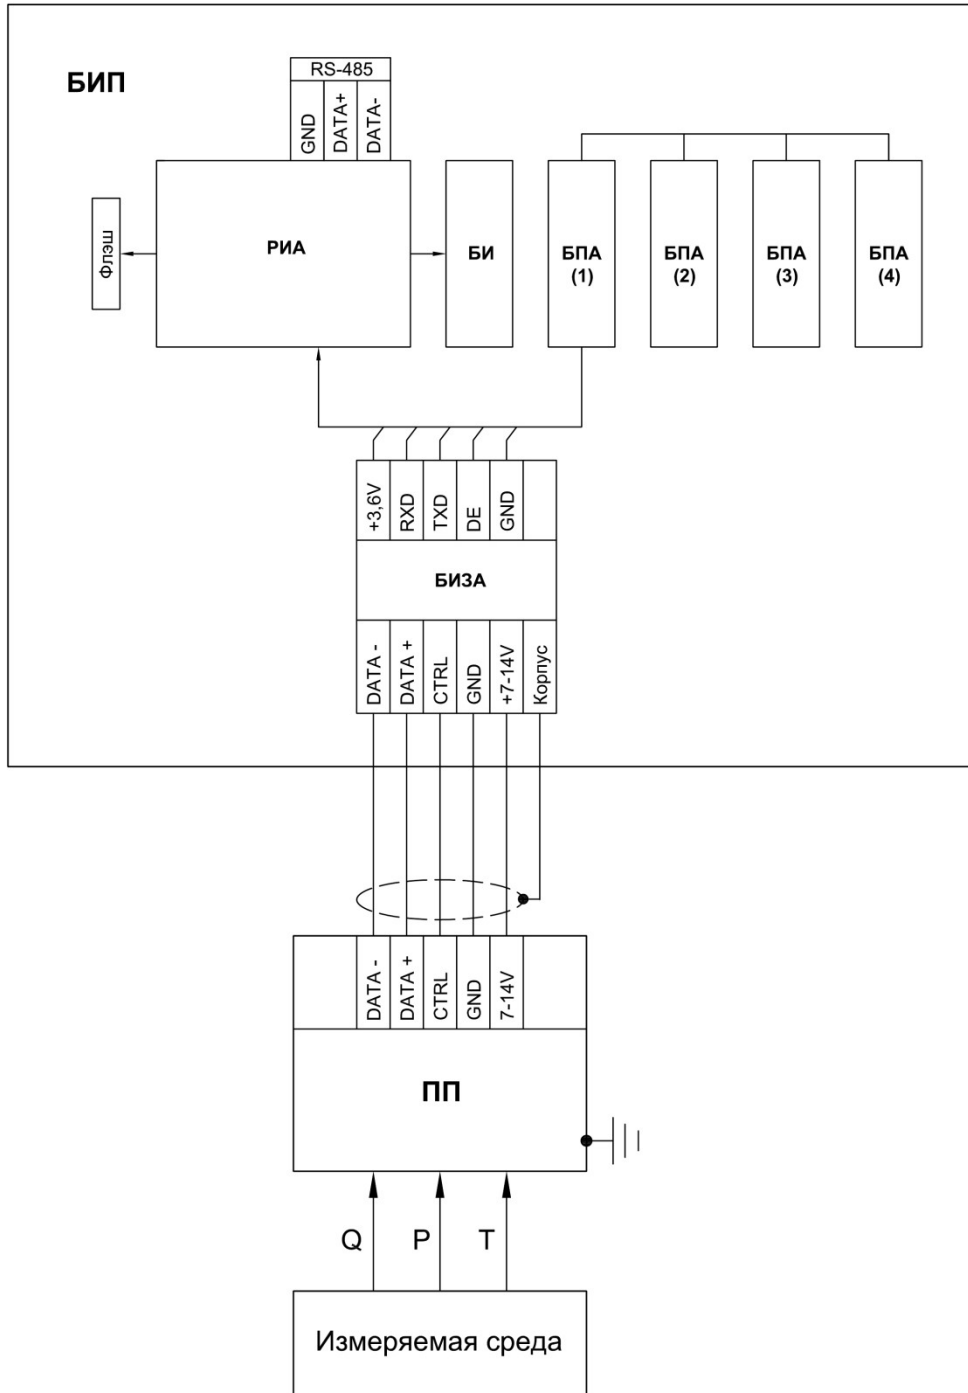 БИП
RS-485
GND
DATA+
DATA-
Флэш
РИА
БИ
БПА
(1)
БПА
(2)
БПА
(3)
БПА
(4)
+3,6V
RXD
TXD
DE
GND
БИЗА
DATA -
DATA +
CTRL
GND
+7-14V
Корпус
DATA -
DATA +
CTRL
GND
7-14V
ПП
Q
P
T
Измеряемая среда